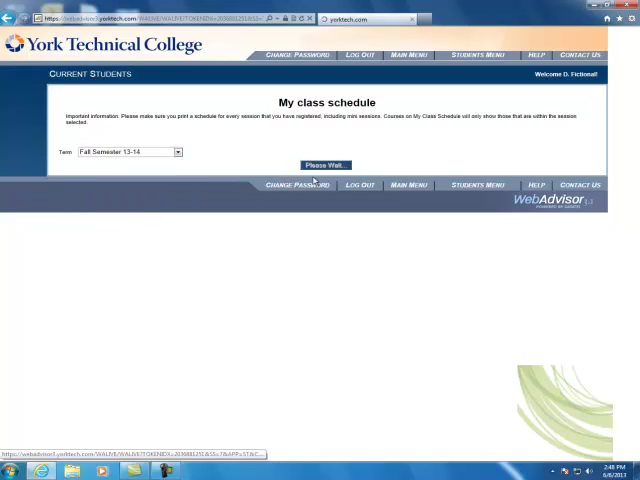 yorktech.com
York Technical College
CHANGE PASSWORD LOG OUT MAIN MENU STUDENTS MENU HELP CONTACT US
CURRENT STUDENTS
Welcome D. Fictional!
My class schedule
Important information: Please make sure you print a schedule for every session that you have registered, including mini sessions. Courses on My Class Schedule will only show those that are within the session
selected.
Term Fall Semester 13-14
Please Wait...
CHANGE PASSWORD LOG OUT MAIN MENU STUDENTS MENU HELP CONTACT US
WebAdvisor
2:48 PM
6/6/2013